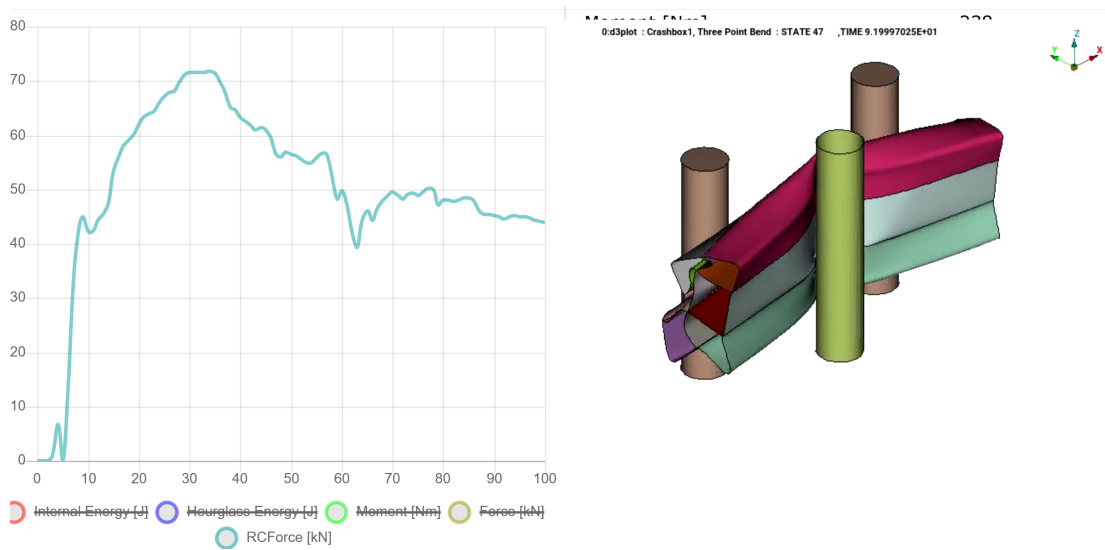 80
70
60
50
40
30
20
10
0
0 10 20 30 40 50 60 70 80 90 100
Internal Energy [J] Hourglass Energy [J] Moment [Nm] Force [kN]
RCForce [kN]
Moment [Nm]
0:d3plot : Crashbox1, Three Point Bend : STATE 47 ,TIME 9.19997025E+01
Z
Y X